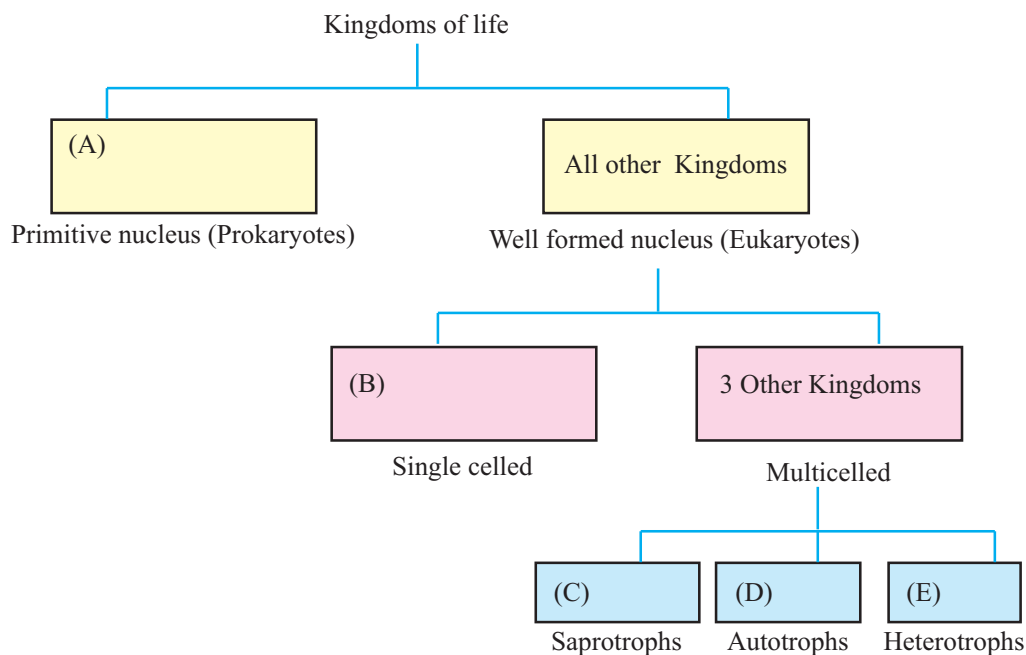 Kingdoms of life
(A)
All other Kingdoms
Primitive nucleus (Prokaryotes)
Well formed nucleus (Eukaryotes)
(B)
3 Other Kingdoms
Single celled
Multicelled
(C)
(D)
(E)
Saprotrophs
Autotrophs
Heterotrophs